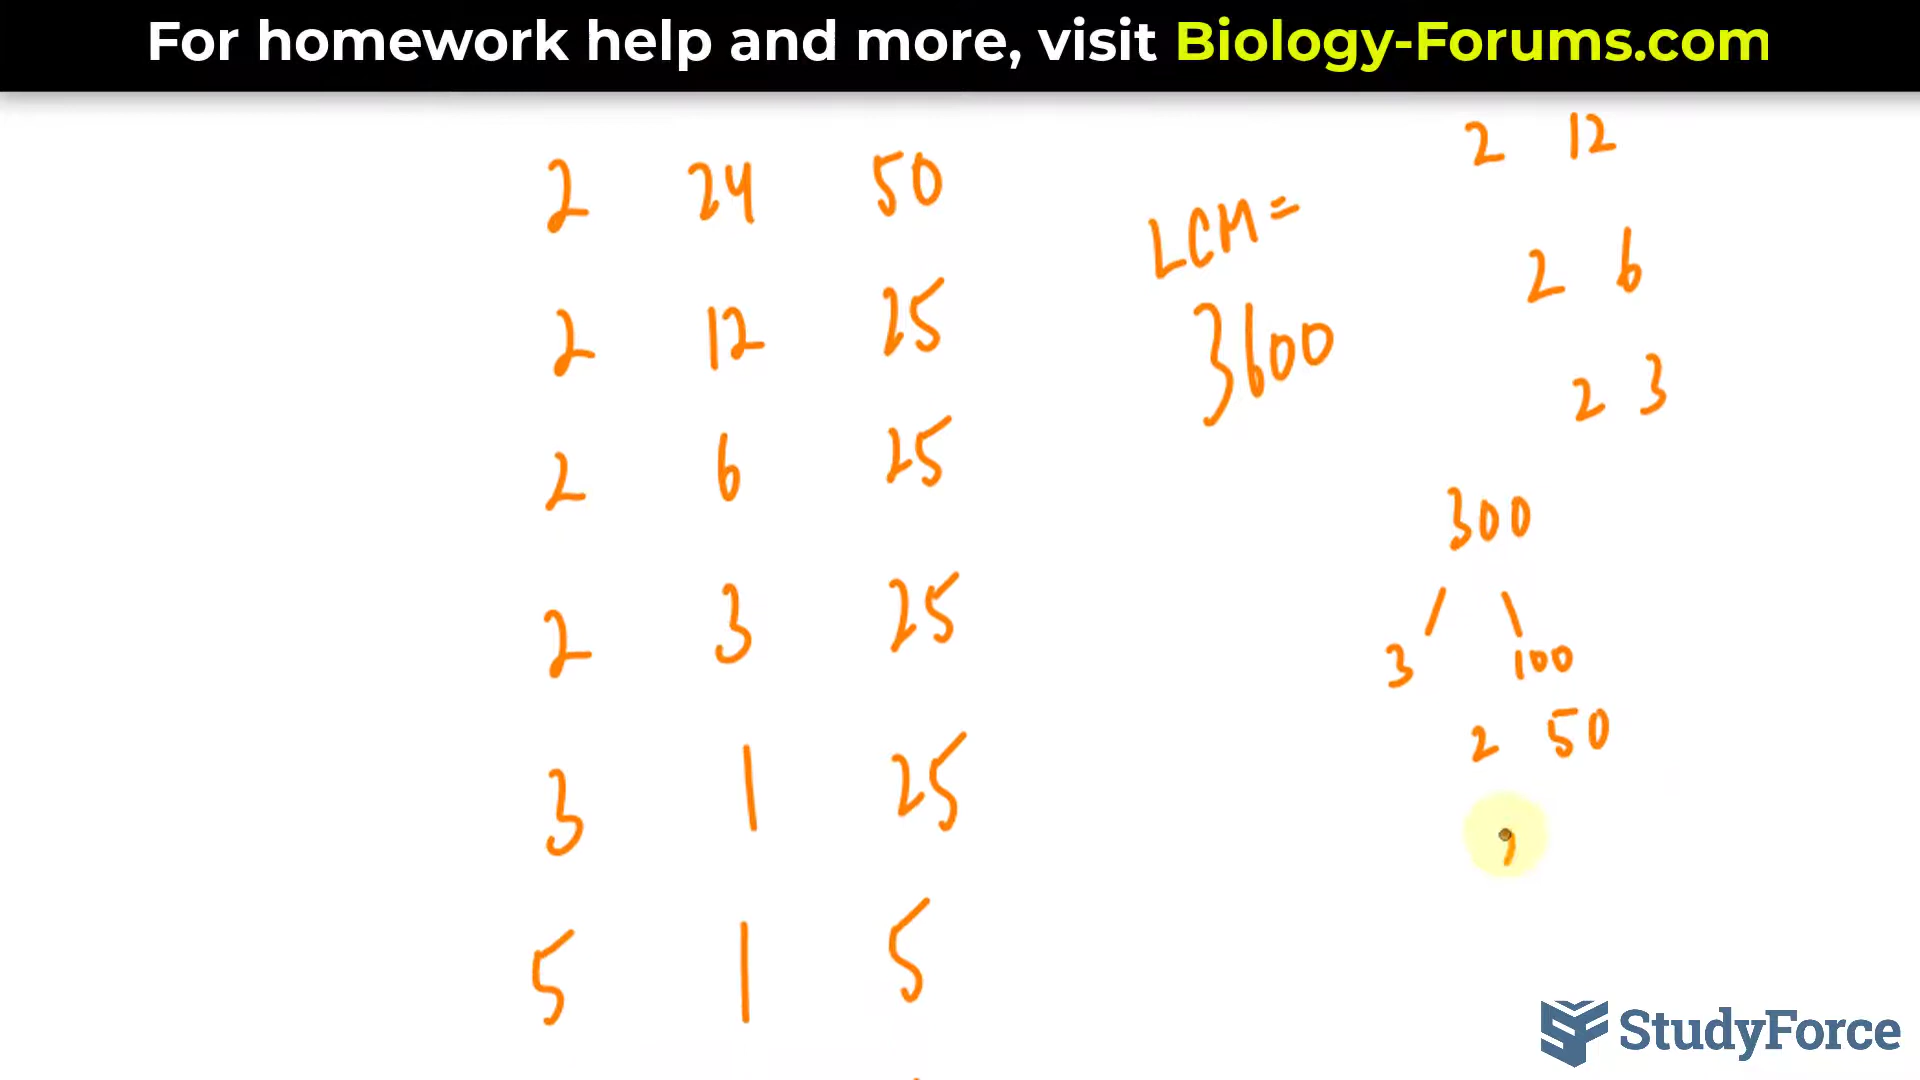 For homework help and more, visit Biology-Forums.com
2 24 50
2 12 25
2 6 25
2 3 25
3 1 25
5 1 5
LCM =
3600
2 12
2 6
2 3
300
3 100
2 50
StudyForce